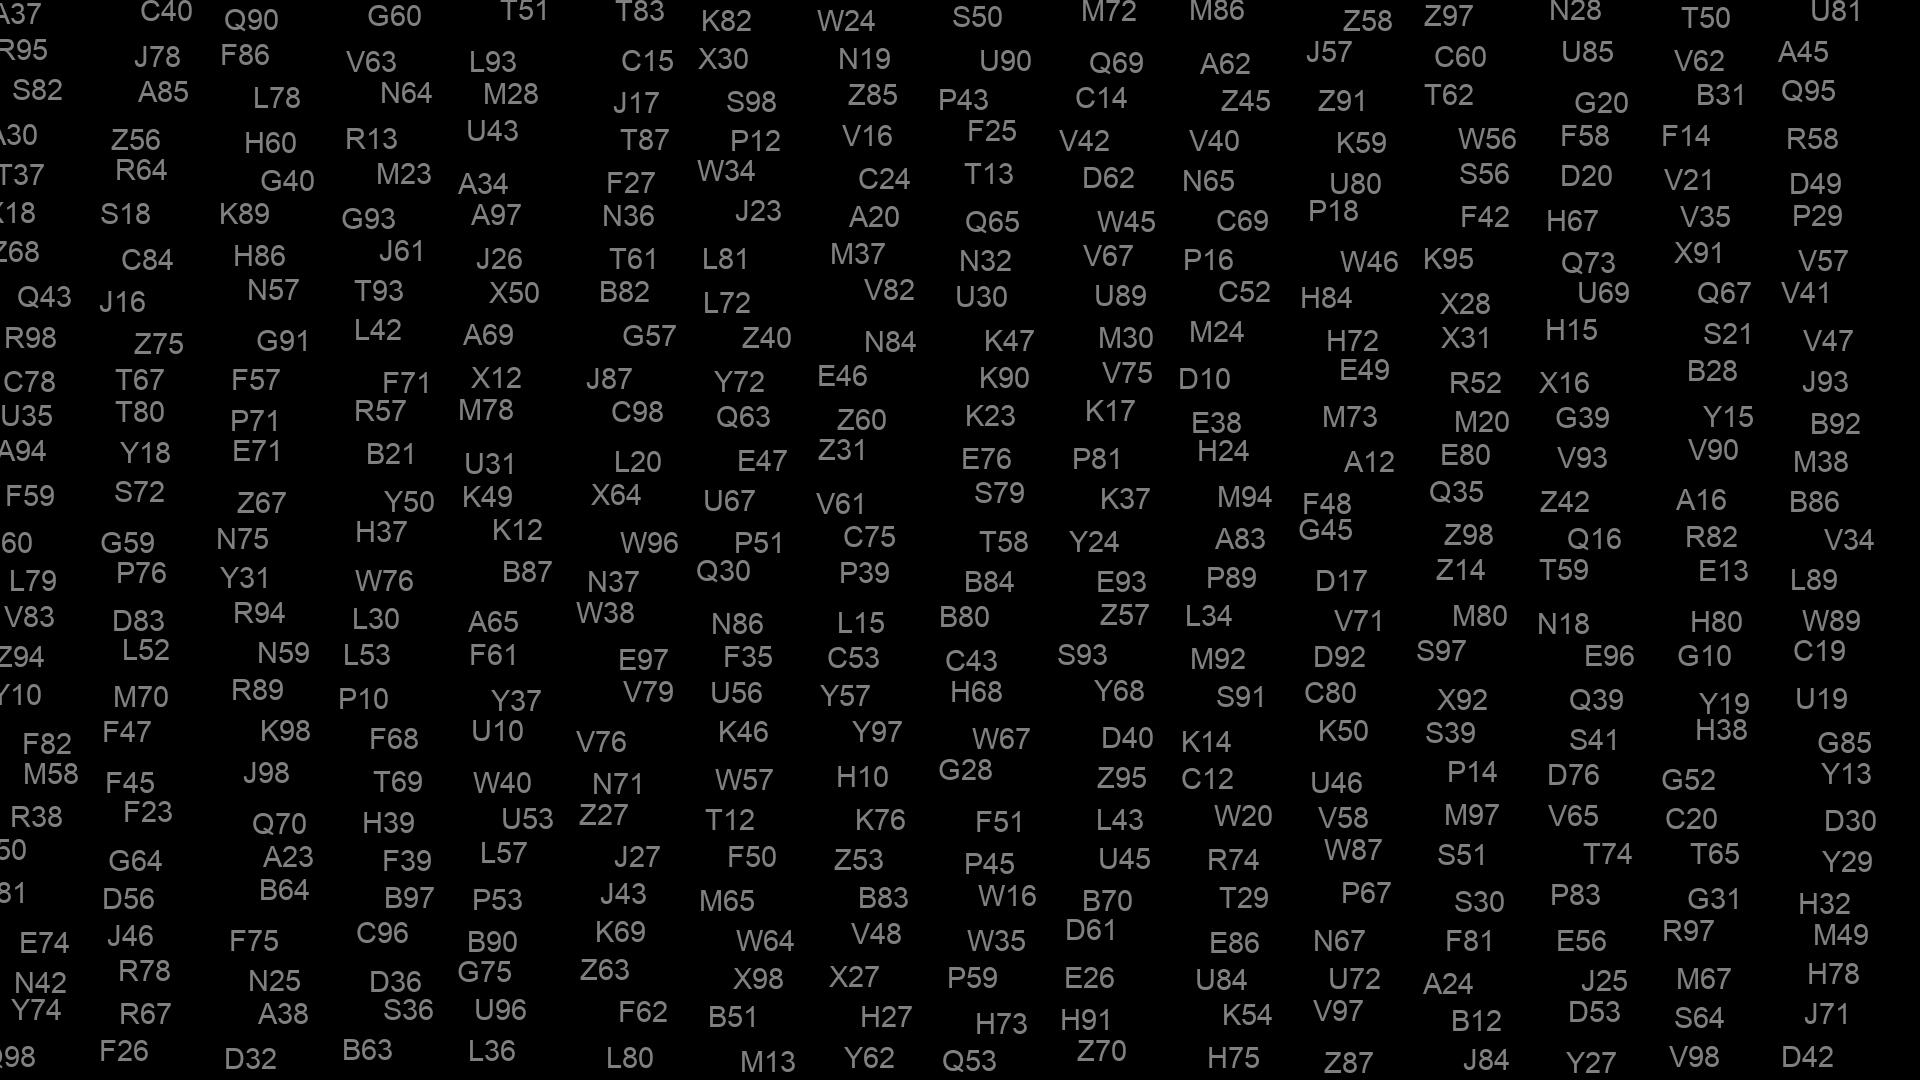 A37 C40 Q90 G60 T51 T83 K82 W24 S50 M72 M86 Z58 Z97 N28 T50 U81
R95 J78 F86 V63 L93 C15 X30 N19 U90 Q69 A62 J57 C60 U85 V62 A45
S82 A85 L78 N64 M28 J17 S98 Z85 P43 C14 Z45 Z91 T62 G20 B31 Q95
A30 Z56 H60 R13 U43 T87 P12 V16 F25 V42 V40 K59 W56 F58 F14 R58
T37 R64 G40 M23 A34 F27 W34 C24 T13 D62 N65 U80 S56 D20 V21 D49
18 S18 K89 G93 A97 N36 J23 A20 Q65 W45 C69 P18 F42 H67 V35 P29
Z68 C84 H86 J61 J26 T61 L81 M37 N32 V67 P16 W46 K95 Q73 X91 V57
Q43 J16 N57 T93 X50 B82 L72 V82 U30 U89 C52 H84 X28 U69 Q67 V41
R98 Z75 G91 L42 A69 G57 Z40 N84 K47 M30 M24 H72 X31 H15 S21 V47
C78 T67 F57 F71 X12 J87 Y72 E46 K90 V75 D10 E49 R52 X16 B28 J93
U35 T80 P71 R57 M78 C98 Q63 Z60 K23 K17 E38 M73 M20 G39 Y15 B92
A94 Y18 E71 B21 U31 L20 E47 Z31 E76 P81 H24 A12 E80 V93 V90 M38
F59 S72 Z67 Y50 K49 X64 U67 V61 S79 K37 M94 F48 Q35 Z42 A16 B86
60 G59 N75 H37 K12 W96 P51 C75 T58 Y24 A83 G45 Z98 Q16 R82 V34
L79 P76 Y31 W76 B87 N37 Q30 P39 B84 E93 P89 D17 Z14 T59 E13 L89
V83 D83 R94 L30 A65 W38 N86 L15 B80 Z57 L34 V71 M80 N18 H80 W89
Z94 L52 N59 L53 F61 E97 F35 C53 C43 S93 M92 D92 S97 E96 G10 C19
Y10 M70 R89 P10 Y37 V79 U56 Y57 H68 Y68 S91 C80 X92 Q39 Y19 U19
F82 F47 K98 F68 U10 V76 K46 Y97 W67 D40 K14 K50 S39 S41 H38 G85
M58 F45 J98 T69 W40 N71 W57 H10 G28 Z95 C12 U46 P14 D76 G52 Y13
R38 F23 Q70 H39 U53 Z27 T12 K76 F51 L43 W20 V58 M97 V65 C20 D30
50 G64 A23 F39 L57 J27 F50 Z53 P45 U45 R74 W87 S51 T74 T65 Y29
81 D56 B64 B97 P53 J43 M65 B83 W16 B70 T29 P67 S30 P83 G31 H32
E74 J46 F75 C96 B90 K69 W64 V48 W35 D61 E86 N67 F81 E56 R97 M49
N42 R78 N25 D36 G75 Z63 X98 X27 P59 E26 U84 U72 A24 J25 M67 H78
Y74 R67 A38 S36 U96 F62 B51 H27 H73 H91 K54 V97 B12 D53 S64 J71
98 F26 D32 B63 L36 L80 M13 Y62 Q53 Z70 H75 Z87 J84 Y27 V98 D42